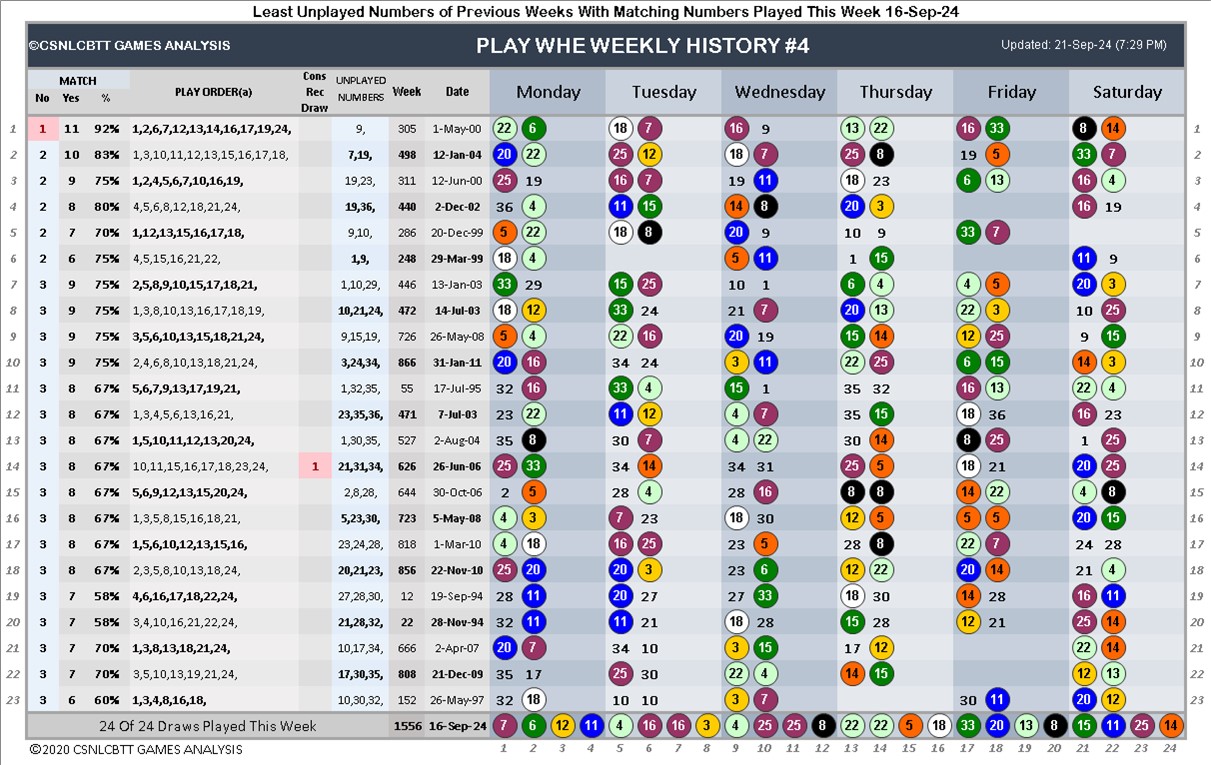 Least Unplayed Numbers of Previous Weeks With Matching Numbers Played This Week 16-Sep-24
©CSNLCBTT GAMES ANALYSIS PLAY WHE WEEKLY HISTORY #4 Updated: 21-Sep-24 (7:29 PM)
MATCH Cons
No Yes % PLAY ORDER(a) Rec UNPLAYED NUMBERS Week Date Monday Tuesday Wednesday Thursday Friday Saturday
Draw
1 1 11 92% 1,2,6,7,12,13,14,16,17,19,24, 9, 305 1-May-00 22 6 18 7 16 9 13 22 16 33 8 14 1
2 2 10 83% 1,3,10,11,12,13,15,16,17,18, 7,19, 498 12-Jan-04 20 22 25 12 18 7 25 8 19 5 33 7 2
3 2 9 75% 1,2,4,5,6,7,10,16,19, 19,23, 311 12-Jun-00 25 19 16 7 19 11 18 23 6 13 16 4 3
4 2 8 80% 4,5,6,8,12,18,21,24, 19,36, 440 2-Dec-02 36 4 11 15 14 8 20 3 16 19 4
5 2 7 70% 1,12,13,15,16,17,18, 9,10, 286 20-Dec-99 5 22 18 8 20 9 10 9 33 7 5
6 2 6 75% 4,5,15,16,21,22, 1,9, 248 29-Mar-99 18 4 5 11 1 15 11 9 6
7 3 9 75% 2,5,8,9,10,15,17,18,21, 1,10,29, 446 13-Jan-03 33 29 15 25 10 1 6 4 4 5 20 3 7
8 3 9 75% 1,3,8,10,13,16,17,18,19, 10,21,24, 472 14-Jul-03 18 12 33 24 21 7 20 13 22 3 10 25 8
9 3 9 75% 3,5,6,10,13,15,18,21,24, 9,15,19, 726 26-May-08 5 4 22 16 20 19 15 14 12 25 9 15 9
10 3 9 75% 2,4,6,8,10,13,18,21,24, 3,24,34, 866 31-Jan-11 20 16 34 24 3 11 22 25 6 15 14 3 10
11 3 8 67% 5,6,7,9,13,17,19,21, 1,32,35, 55 17-Jul-95 32 16 33 4 15 1 35 32 16 13 22 4 11
12 3 8 67% 1,3,4,5,6,13,16,21, 23,35,36, 471 7-Jul-03 23 22 11 12 4 7 35 15 18 36 16 23 12
13 3 8 67% 1,5,10,11,12,13,20,24, 1,30,35, 527 2-Aug-04 35 8 30 7 4 22 30 14 8 25 1 25 13
14 3 8 67% 10,11,15,16,17,18,23,24, 1 21,31,34, 626 26-Jun-06 25 33 34 14 34 31 25 5 18 21 20 25 14
15 3 8 67% 5,6,9,12,13,15,20,24, 2,8,28, 644 30-Oct-06 2 5 28 4 28 16 8 8 14 22 4 8 15
16 3 8 67% 1,3,5,8,15,16,18,21, 5,23,30, 723 5-May-08 4 3 7 23 18 30 12 5 5 5 20 15 16
17 3 8 67% 1,5,6,10,12,13,15,16, 23,24,28, 818 1-Mar-10 4 18 16 25 23 5 28 8 22 7 24 28 17
18 3 8 67% 2,3,5,8,10,13,18,24, 20,21,23, 856 22-Nov-10 25 20 20 3 23 6 12 22 20 14 21 4 18
19 3 7 58% 4,6,16,17,18,22,24, 27,28,30, 12 19-Sep-94 28 11 20 27 27 33 18 30 14 28 16 11 19
20 3 7 58% 3,4,10,16,21,22,24, 21,28,32, 22 28-Nov-94 32 11 11 21 18 28 15 28 12 21 25 14 20
21 3 7 70% 1,3,8,13,18,21,24, 10,17,34, 666 2-Apr-07 20 7 34 10 3 15 17 12 22 14 21
22 3 7 70% 3,5,10,13,19,21,24, 17,30,35, 808 21-Dec-09 35 17 25 30 22 4 14 15 12 13 22
23 3 6 60% 1,3,4,8,16,18, 10,30,32, 152 26-May-97 32 18 10 10 3 7 30 11 20 12 23
24 Of 24 Draws Played This Week 1556 16-Sep-24 7 6 12 11 4 16 16 3 4 25 25 8 22 22 5 18 33 20 13 8 15 11 25 14
©2020 CSNLCBTT GAMES ANALYSIS 1 2 3 4 5 6 7 8 9 10 11 12 13 14 15 16 17 18 19 20 21 22 23 24